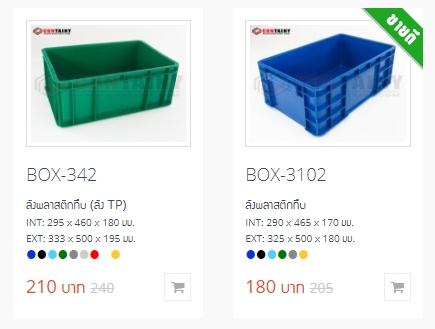 CONTAINY
CONTAINY
BOX-342
ลังพลาสติกทึบ (ลัง TP)
INT: 295 x 460 x 180 มม.
EXT: 333 x 500 x 195 มม.
210 บาท 240
ขายดี
CONTAINY
CONTAINY
BOX-3102
ลังพลาสติกทึบ
INT: 290 x 465 x 170 มม.
EXT: 325 x 500 x 180 มม.
180 บาท 205